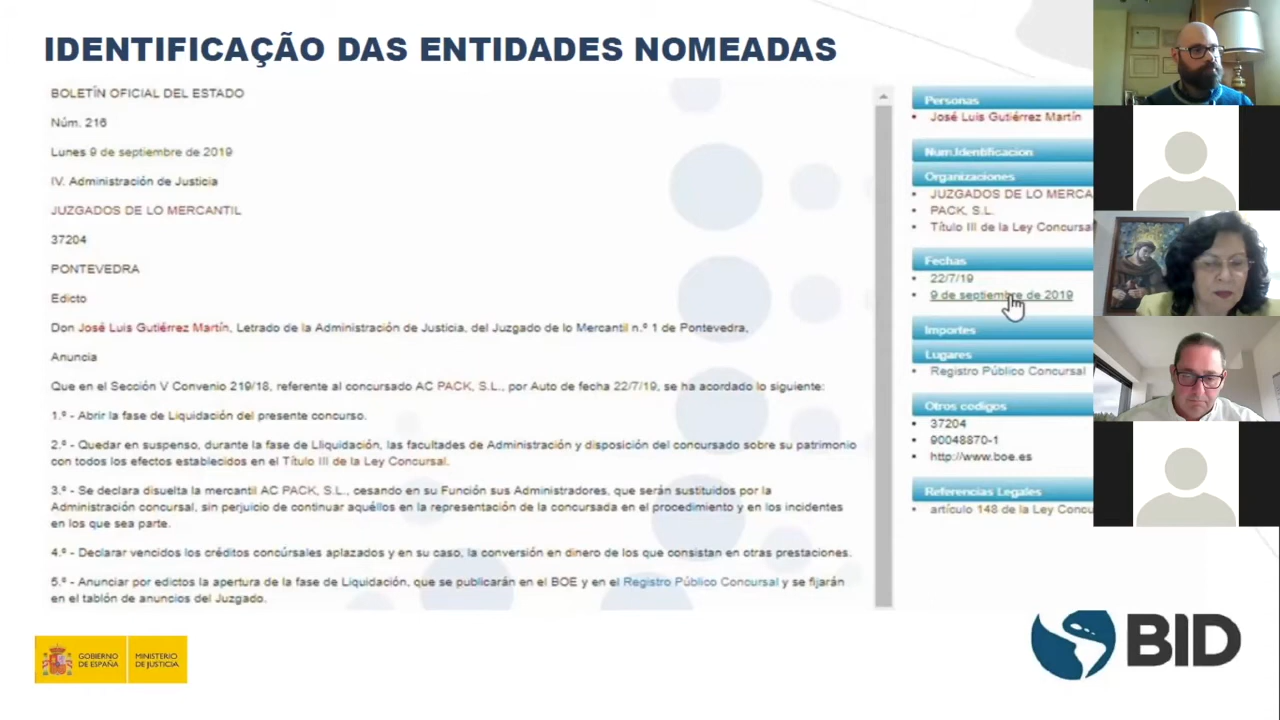 IDENTIFICAÇÃO DAS ENTIDADES NOMEADAS
BOLETÍN OFICIAL DEL ESTADO
Núm. 216
Lunes 9 de septiembre de 2019
IV. Administración de Justicia
JUZGADOS DE LO MERCANTIL
37204
PONTEVEDRA
Edicto
Don José Luis Gutiérrez Martín, Letrado de la Administración de Justicia, del Juzgado de lo Mercantil n.º 1 de Pontevedra,
Anuncia
Que en el Sección V Convenio 219/18, referente al concursado AC PACK, S.L., por Auto de fecha 22/7/19, se ha acordado lo siguiente:
1.º - Abrir la fase de Liquidación del presente concurso.
2.º - Quedar en suspenso, durante la fase de Lliquidación, las facultades de Administración y disposición del concursado sobre su patrimonio
con todos los efectos establecidos en el Título III de la Ley Concursal.
3.º - Se declara disuelta la mercantil AC PACK, S.L., cesando en su Función sus Administradores, que serán sustituidos por la
Administración concursal, sin perjuicio de continuar aquéllos en la representación de la concursada en el procedimiento y en los incidentes
en los que sea parte.
4.º - Declarar vencidos los créditos concúrsales aplazados y en su caso, la conversión en dinero de los que consistan en otras prestaciones.
5.º - Anunciar por edictos la apertura de la fase de Liquidación, que se publicarán en el BOE y en el Registro Público Concursal y se fijarán
en el tablón de anuncios del Juzgado.
Personas
José Luis Gutiérrez Martín
Num.Identificacion
Organizaciones
JUZGADOS DE LO MERCA
PACK, S.L.
Título III de la Ley Concursal
Fechas
22/7/19
9 de septiembre de 2019
Importes
Lugares
Registro Público Concursal
Otros codigos
37204
90048870-1
http://www.boe.es
Referencias Legales
artículo 148 de la Ley Concu
GOBIERNO
DE ESPAÑA
MINISTERIO
DE JUSTICIA
BID